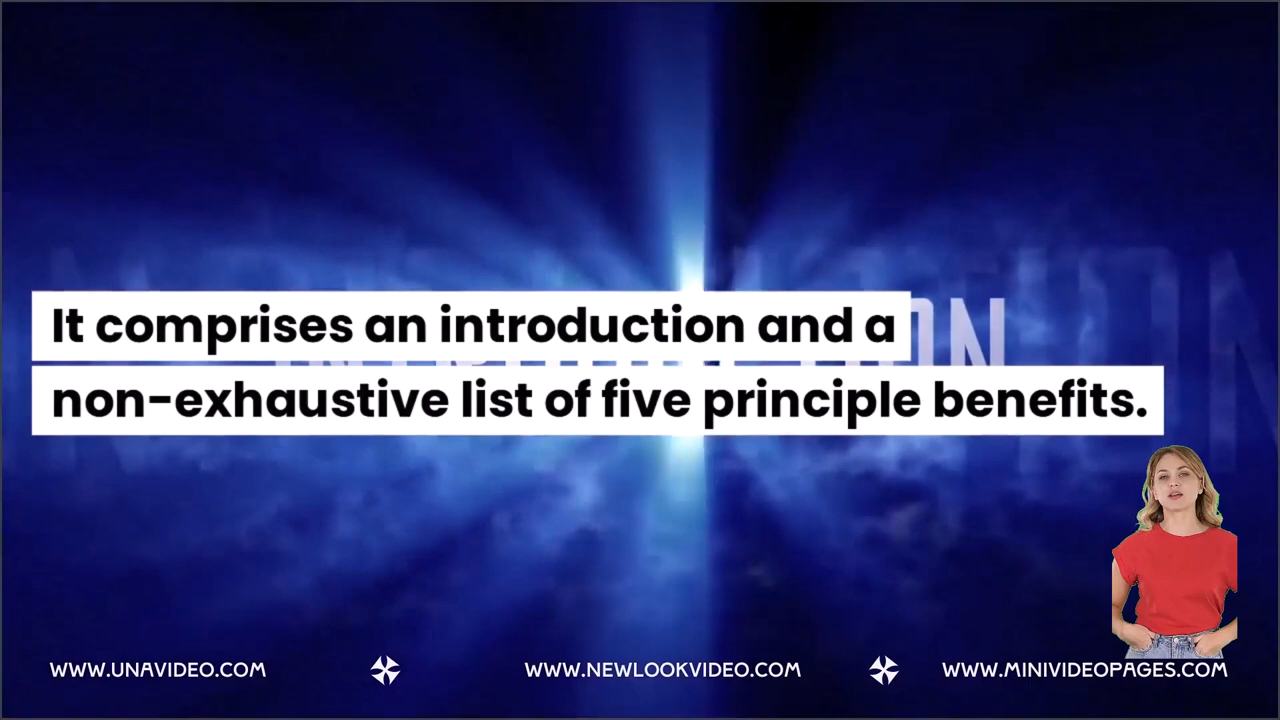 It comprises an introduction and a
non-exhaustive list of five principle benefits.
WWW.UNAVIDEO.COM WWW.NEWLOOKVIDEO.COM WWW.MINIVIDEOPAGES.COM